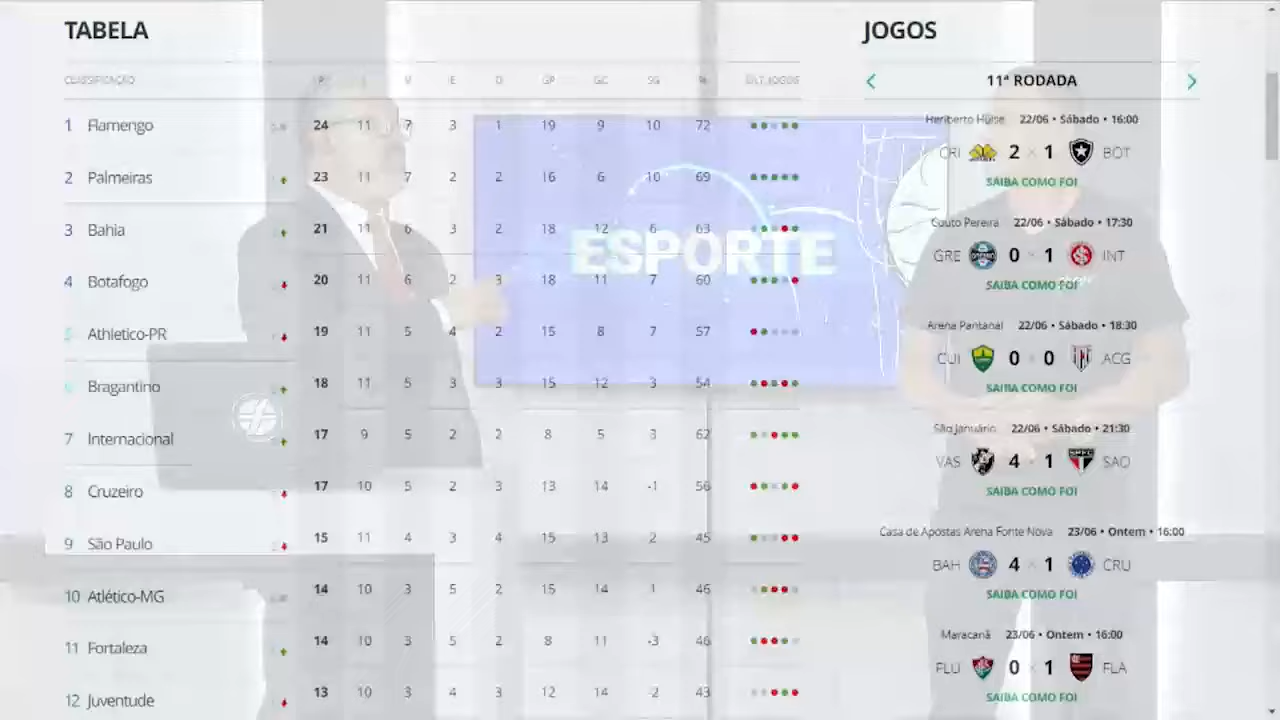 TABELA
CLASSIFICAÇÃO P J V E D GP GC SG % ÚLT. JOGOS
1 Flamengo 24 11 7 3 1 19 9 10 72
2 Palmeiras 23 11 7 2 2 16 6 10 69
3 Bahia 21 11 6 3 2 18 12 6 63
4 Botafogo 20 11 6 2 3 18 11 7 60
5 Athletico-PR 19 11 5 4 2 15 8 7 57
6 Bragantino 18 11 5 3 3 15 12 3 54
7 Internacional 17 9 5 2 2 8 5 3 62
8 Cruzeiro 17 10 5 2 3 13 14 -1 56
9 São Paulo 15 11 4 3 4 15 13 2 45
10 Atlético-MG 14 10 3 5 2 15 14 1 46
11 Fortaleza 14 10 3 5 2 8 11 -3 46
12 Juventude 13 10 3 4 3 12 14 -2 43
ESPORTE
JOGOS
11ª RODADA
Heriberto Hülse 22/06 • Sábado • 16:00
CRI 2 × 1 BOT
SAIBA COMO FOI
Couto Pereira 22/06 • Sábado • 17:30
GRE 0 × 1 INT
SAIBA COMO FOI
Arena Pantanal 22/06 • Sábado • 18:30
CUI 0 × 0 ACG
SAIBA COMO FOI
São Januário 22/06 • Sábado • 21:30
VAS 4 × 1 SAO
SAIBA COMO FOI
Casa de Apostas Arena Fonte Nova 23/06 • Ontem • 16:00
BAH 4 × 1 CRU
SAIBA COMO FOI
Maracanã 23/06 • Ontem • 16:00
FLU 0 × 1 FLA
SAIBA COMO FOI